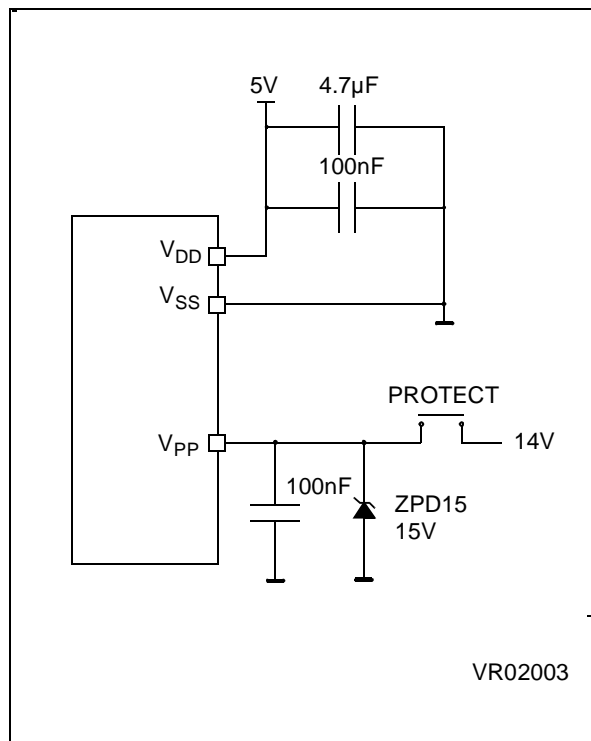 5V
4.7µF
100nF
VDD
VSS
PROTECT
VPP
14V
100nF
ZPD15
15V
VR02003